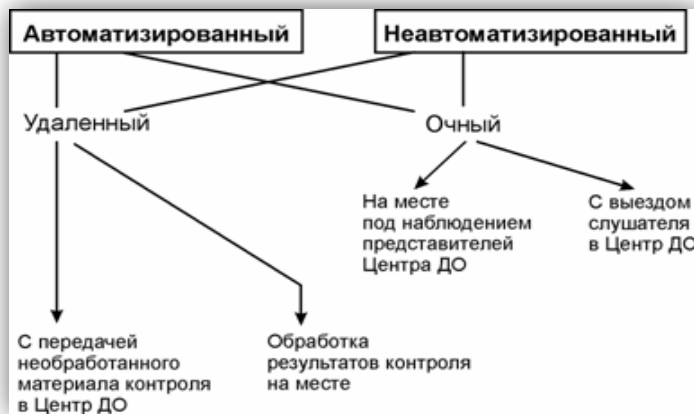 Автоматизированный
Неавтоматизированный
Удаленный
Очный
На месте
под наблюдением
представителей
Центра ДО
С выездом
слушателя
в Центр ДО
С передачей
необработанного
материала контроля
в Центр ДО
Обработка
результатов контроля
на месте